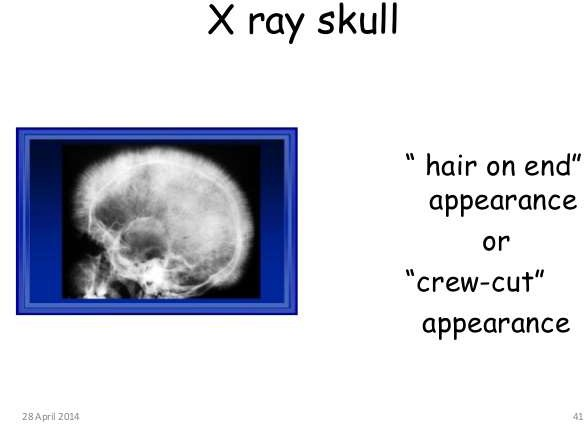 X ray skull
“ hair on end”
appearance
or
“crew-cut”
appearance
28 April 2014
41